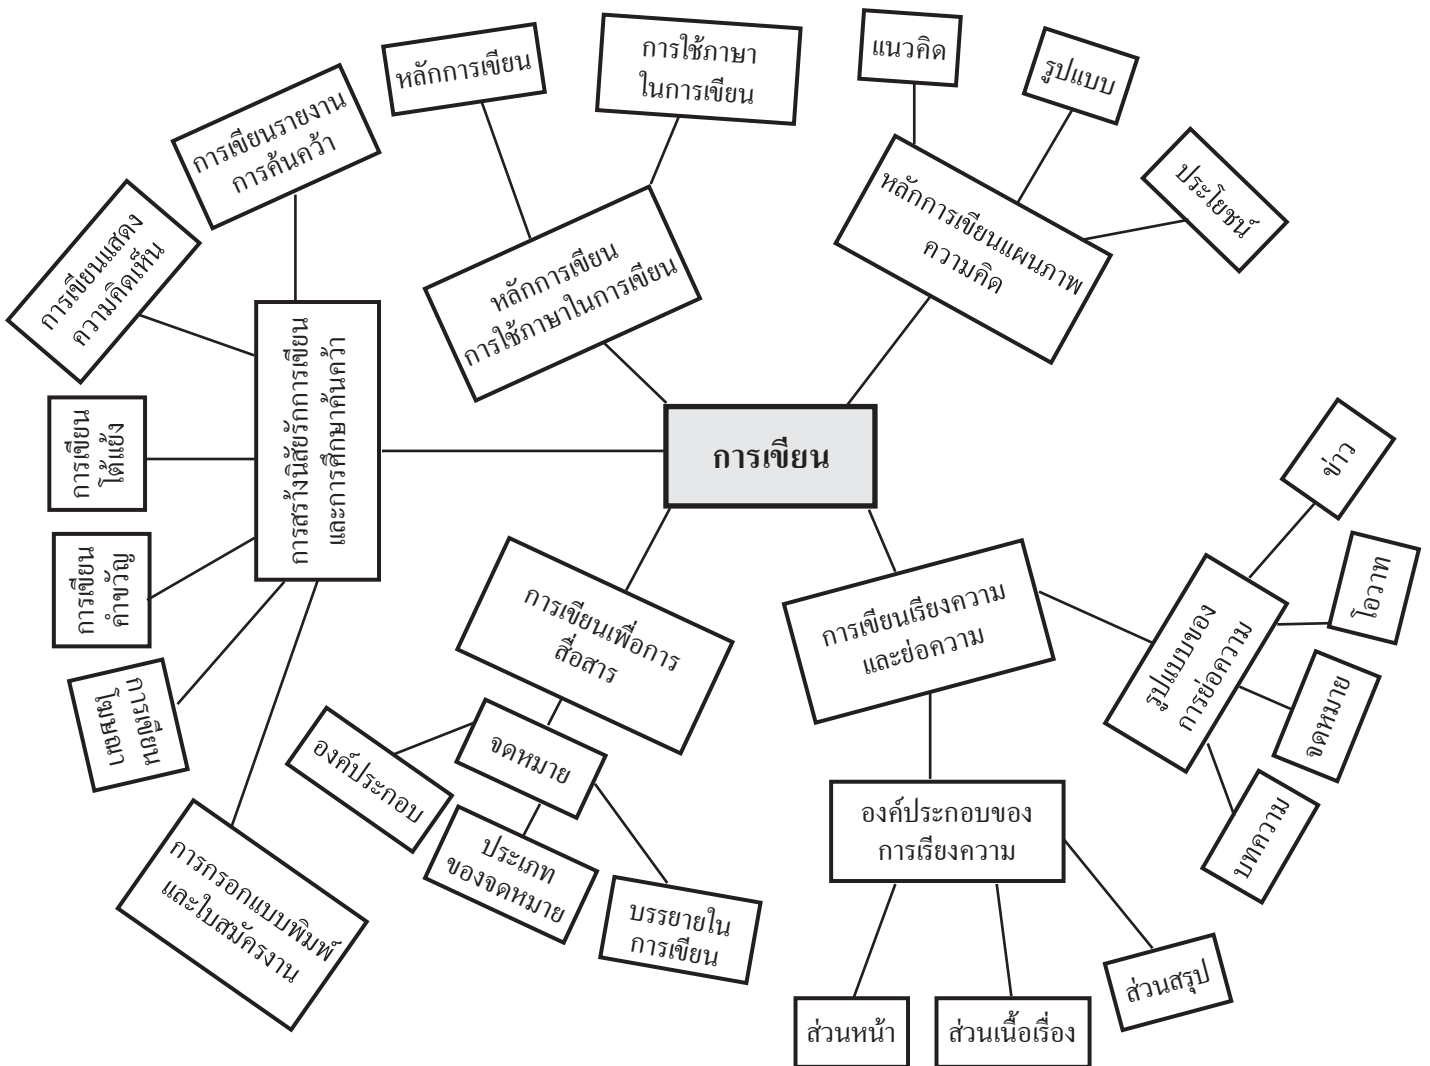 หลักการเขียน
การใช้ภาษา
ในการเขียน
แนวคิด
รูปแบบ
ประโยชน์
การเขียนรายงาน
การค้นคว้า
การเขียนแสดง
ความคิดเห็น
หลักการเขียน
การใช้ภาษาในการเขียน
หลักการเขียนแผนภาพ
ความคิด
การสร้างนิสัยรักการเขียน
และการศึกษาค้นคว้า
การเขียน
การเขียน
โต้แย้ง
การเขียน
คำขวัญ
การเขียน
โฆษณา
การกรอกแบบพิมพ์
และใบสมัครงาน
การเขียนเพื่อการ
สื่อสาร
จดหมาย
องค์ประกอบ
ประเภท
ของจดหมาย
บรรยายใน
การเขียน
การเขียนเรียงความ
และย่อความ
รูปแบบของ
การย่อความ
ข่าว
โอวาท
จดหมาย
บทความ
องค์ประกอบของ
การเรียงความ
ส่วนหน้า
ส่วนเนื้อเรื่อง
ส่วนสรุป